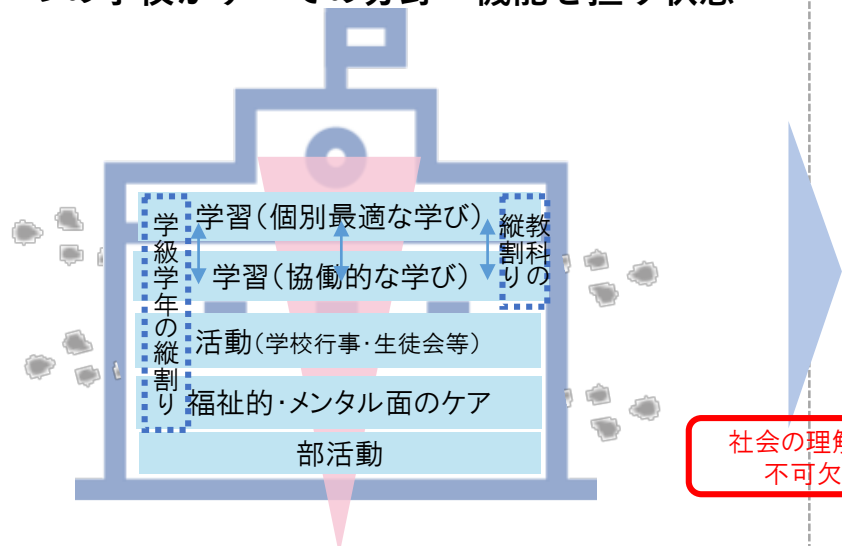 学習(個別最適な学び)
学習(協働的な学び)
活動(学校行事・生徒会等)
福祉的・メンタル面のケア
部活動
学級学年の縦割り
教科の
縦割り
社会の理解
不可欠